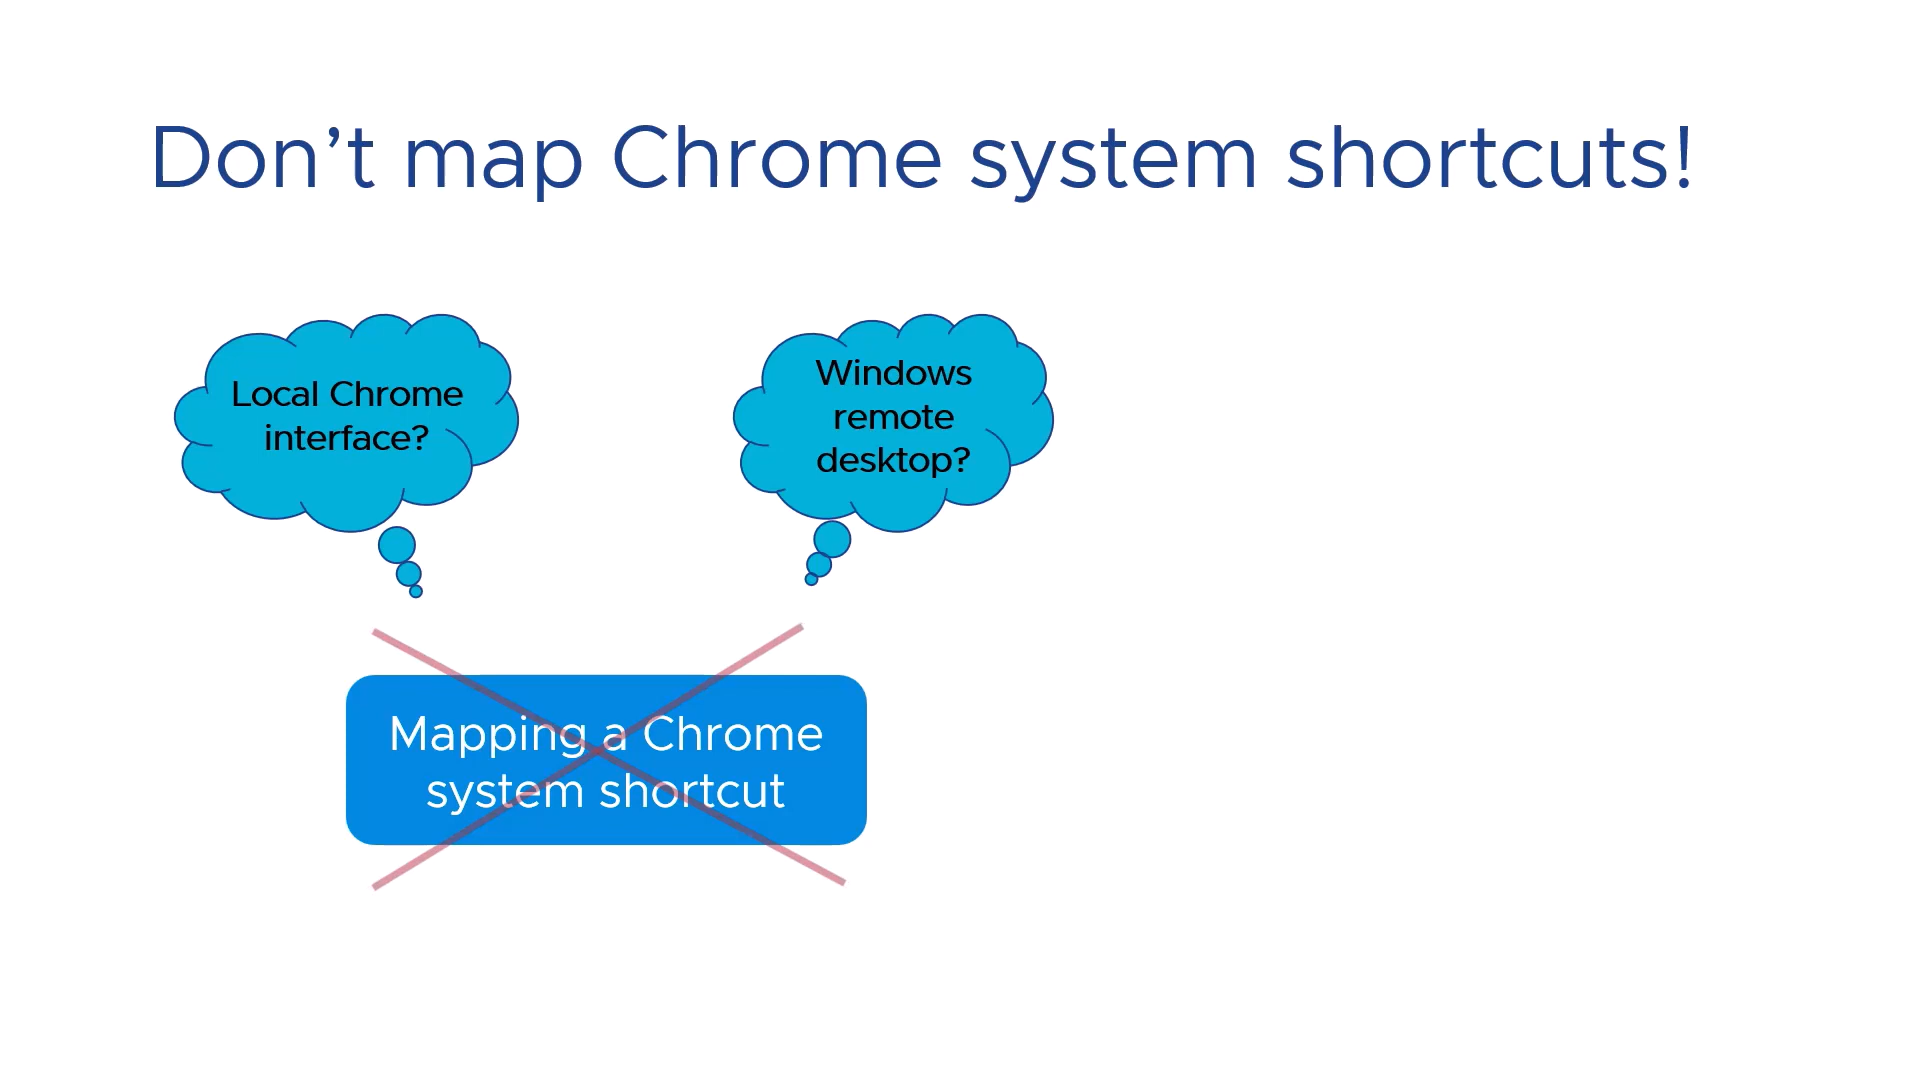 Don’t map Chrome system shortcuts!
Local Chrome
interface?
Windows
remote
desktop?
Mapping a Chrome
system shortcut